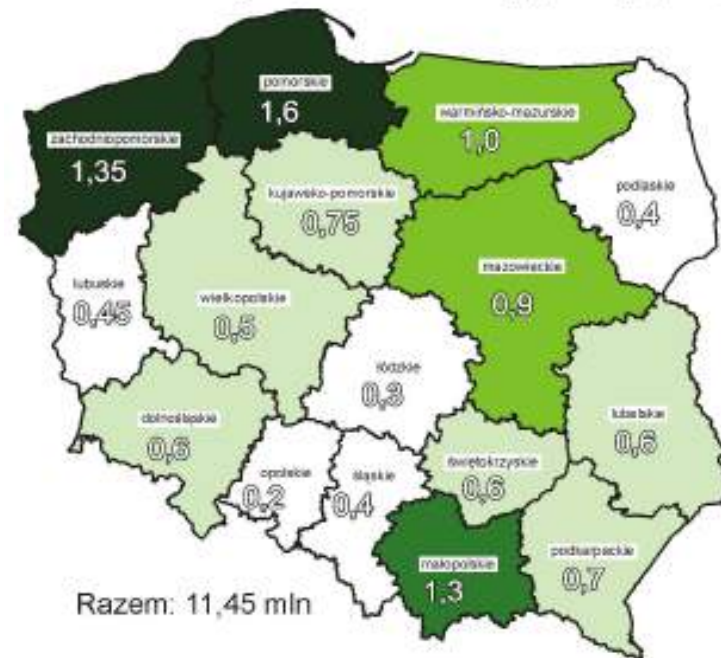 pomorskie
1,6
warmińsko-mazurskie
1,0
zachodniopomorskie
1,35
podlaskie
0,4
kujawsko-pomorskie
0,75
mazowieckie
0,9
lubuskie
0,45
wielkopolskie
0,5
łódzkie
0,3
lubelskie
0,6
dolnośląskie
0,6
świętokrzyskie
0,6
opolskie
0,2
śląskie
0,4
podkarpackie
0,7
małopolskie
1,3
Razem: 11,45 mln